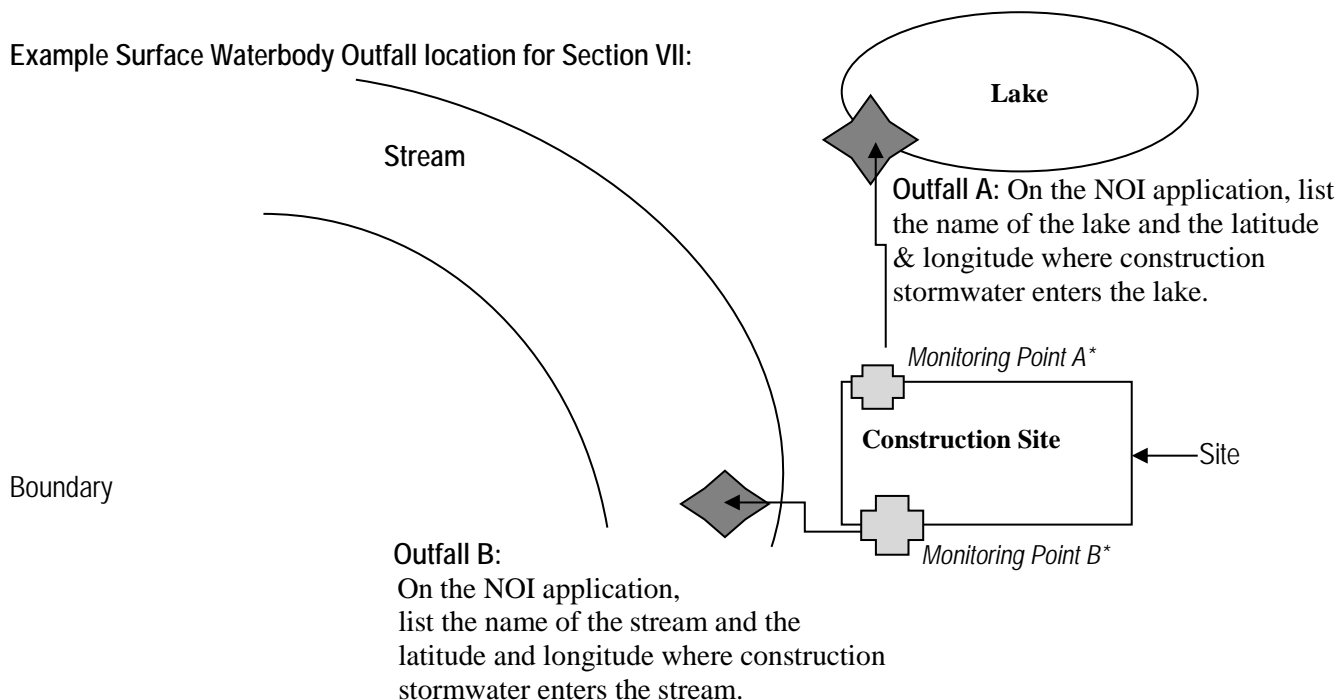 Example Surface Waterbody Outfall location for Section VII:
Lake
Stream
Outfall A: On the NOI application, list
the name of the lake and the latitude
& longitude where construction
stormwater enters the lake.
Monitoring Point A*
Construction Site
Site
Boundary
Monitoring Point B*
Outfall B:
On the NOI application,
list the name of the stream and the
latitude and longitude where construction
stormwater enters the stream.